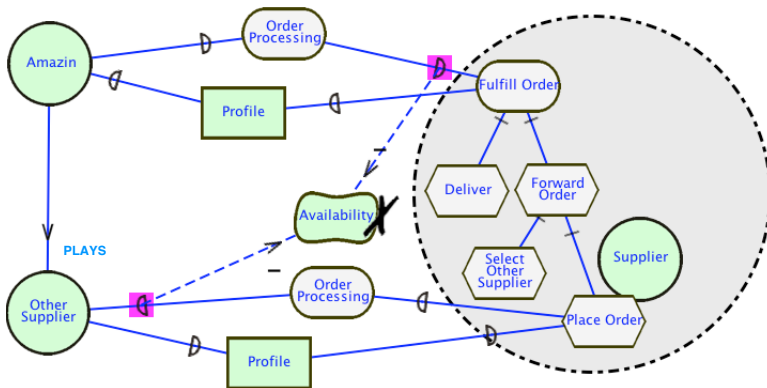 Order
Processing
Amazin
Fulfill Order
Profile
Deliver
Forward
Order
Availability
PLAYS
Select
Other
Supplier
Supplier
Other
Supplier
Order
Processing
Place Order
Profile